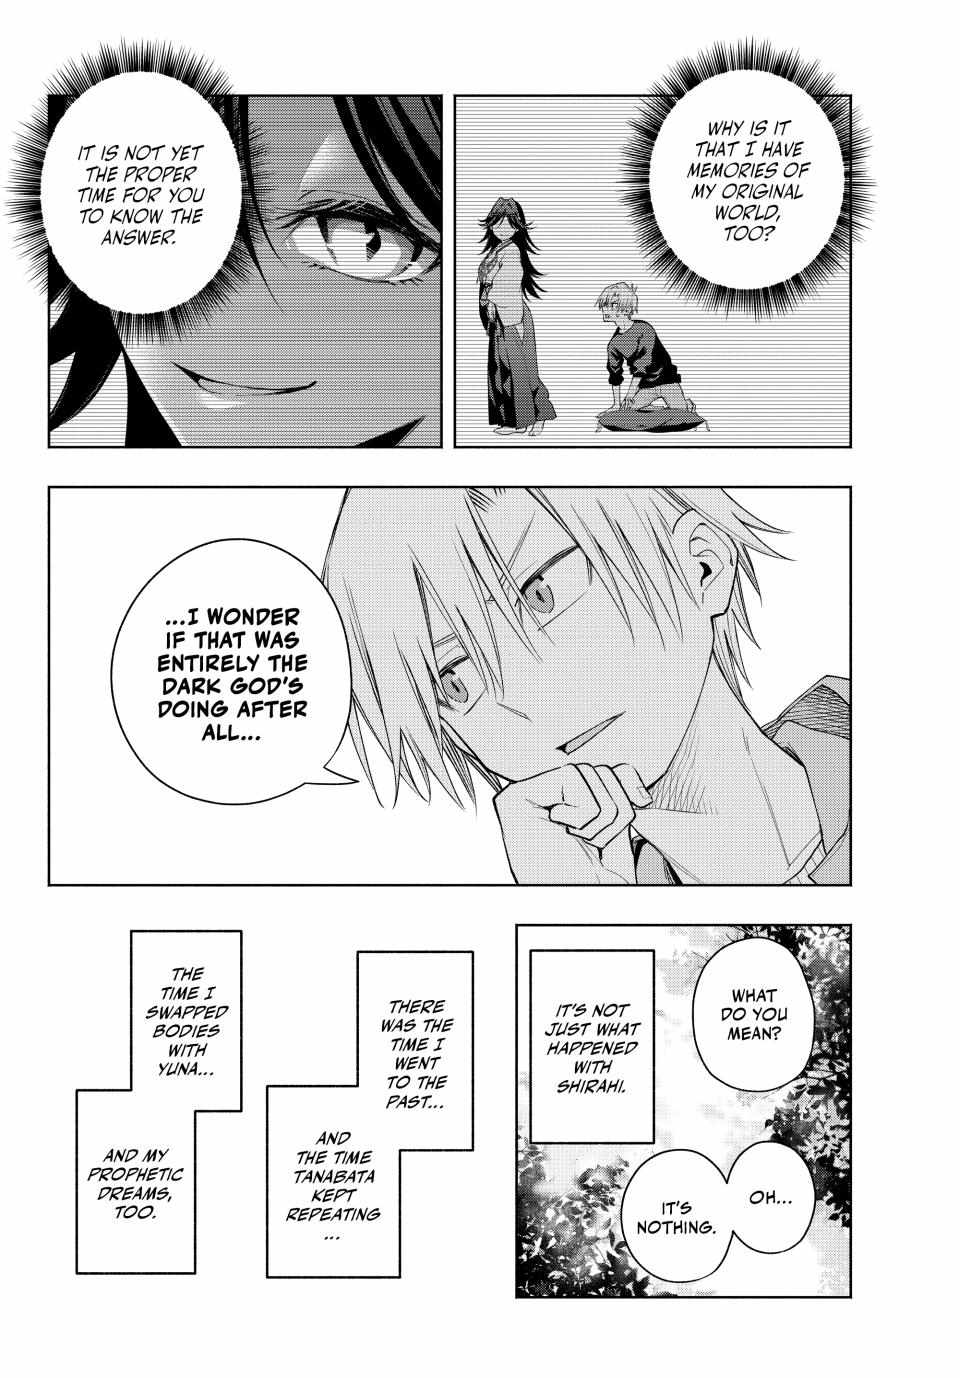 WHY IS IT
THAT I HAVE
MEMORIES OF
MY ORIGINAL
WORLD,
TOO?
IT IS NOT YET
THE PROPER
TIME FOR YOU
TO KNOW THE
ANSWER.
...I WONDER
IF THAT WAS
ENTIRELY THE
DARK GOD'S
DOING AFTER
ALL...
WHAT
DO YOU
MEAN?
OH...
IT'S
NOTHING.
IT'S NOT
JUST WHAT
HAPPENED
WITH
SHIRAHI.
THERE
WAS THE
TIME I
WENT
TO THE
PAST...
AND
THE TIME
TANABATA
KEPT
REPEATING
...
THE
TIME I
SWAPPED
BODIES
WITH
YUNA...
AND MY
PROPHETIC
DREAMS,
TOO.